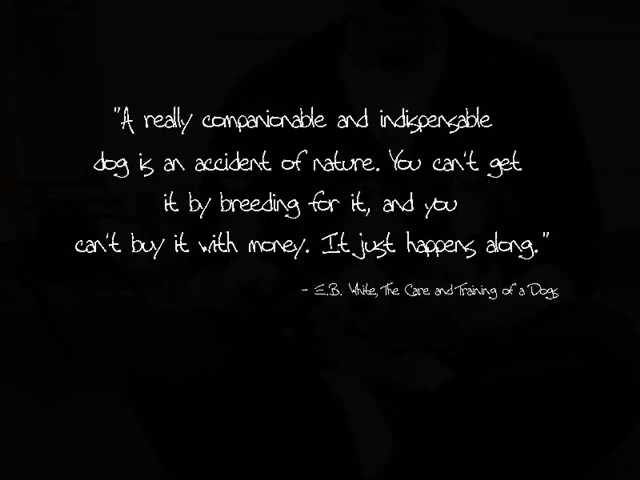 "A really companionable and indispensable
dog is an accident of nature. You can't get
it by breeding for it, and you
can't buy it with money. It just happens along."
- E.B. White, The Care and Training of a Dogs